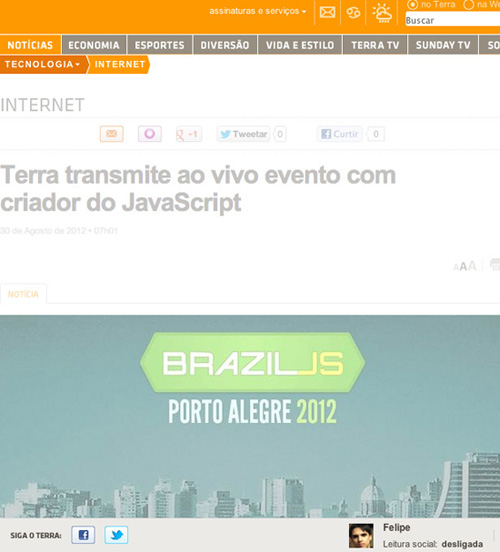 assinaturas e serviços
no Terra
na We
Buscar
NOTÍCIAS ECONOMIA ESPORTES DIVERSÃO VIDA E ESTILO TERRA TV SUNDAY TV SO
TECNOLOGIA INTERNET
INTERNET
+1 Tweetar 0 Curtir 0
Terra transmite ao vivo evento com
criador do JavaScript
30 de Agosto de 2012 • 07h01
AAA
NOTÍCIA
BRAZILJS
PORTO ALEGRE 2012
SIGA O TERRA:
Felipe
Leitura social: desligada